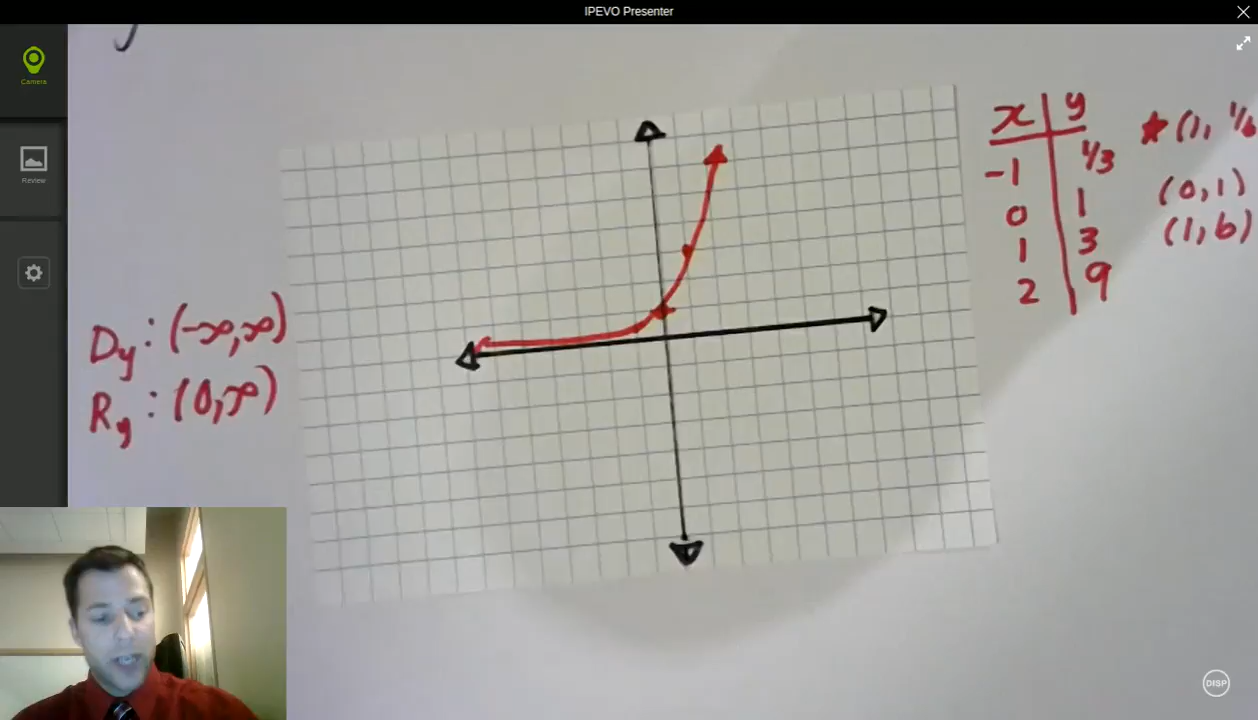 IPEVO Presenter
Camera
Review
x y
-1 1/3
0 1
1 3
2 9
★ (1, 1/b
(0,1)
(1,b)
Dy: (-∞,∞)
Ry: (0,∞)
DISP